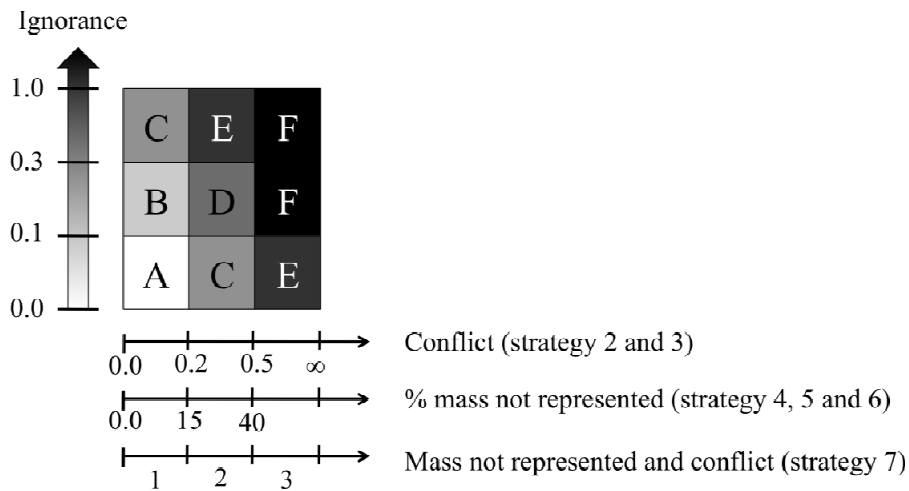 Ignorance
1.0
C E F
0.3
B D F
0.1
A C E
0.0
0.0 0.2 0.5 ∞ Conflict (strategy 2 and 3)
0.0 15 40 % mass not represented (strategy 4, 5 and 6)
1 2 3 Mass not represented and conflict (strategy 7)